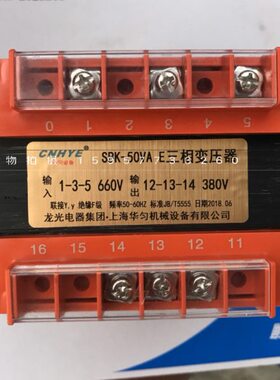 1 3 5
CNHYE SBK-50VA 三相变压器
输入 1-3-5 660V 输出 12-13-14 380V
联接Y,y 绝缘F级 频率50-60HZ 标准JB/T5555 日期2018.06
龙光电器集团·上海华匀机械设备有限公司
16 15 14 13 12 11